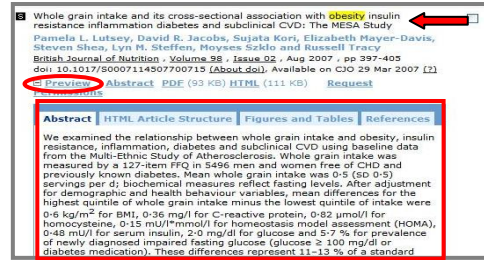 S Whole grain intake and its cross-sectional association with obesity insulin
resistance inflammation diabetes and subclinical CVD: The MESA Study
Pamela L. Lutsey, David R. Jacobs, Sujata Kori, Elizabeth Mayer-Davis,
Steven Shea, Lyn M. Steffen, Moyses Szklo and Russell Tracy
British Journal of Nutrition , Volume 98 , Issue 02 , Aug 2007 , pp 397-405
doi: 10.1017/S0007114507700715 (About doi), Available on CJO 29 Mar 2007 (?)
Preview Abstract PDF (93 KB) HTML (111 KB) Request
Permissions
Abstract HTML Article Structure Figures and Tables References
We examined the relationship between whole grain intake and obesity, insulin
resistance, inflammation, diabetes and subclinical CVD using baseline data
from the Multi-Ethnic Study of Atherosclerosis. Whole grain intake was
measured by a 127-item FFQ in 5496 men and women free of CHD and
previously known diabetes. Mean whole grain intake was 0·5 (SD 0·5)
servings per d; biochemical measures reflect fasting levels. After adjustment
for demographic and health behaviour variables, mean differences for the
highest quintile of whole grain intake minus the lowest quintile of intake were
0·6 kg/m² for BMI, 0·36 mg/l for C-reactive protein, 0·82 μmol/l for
homocysteine, 0·15 mU/l*mmol/l for homeostasis model assessment (HOMA),
0·48 mU/l for serum insulin, 2·0 mg/dl for glucose and 5·7 % for prevalence
of newly diagnosed impaired fasting glucose (glucose ≥ 100 mg/dl or
diabetes medication). These differences represent 11–13 % of a standard